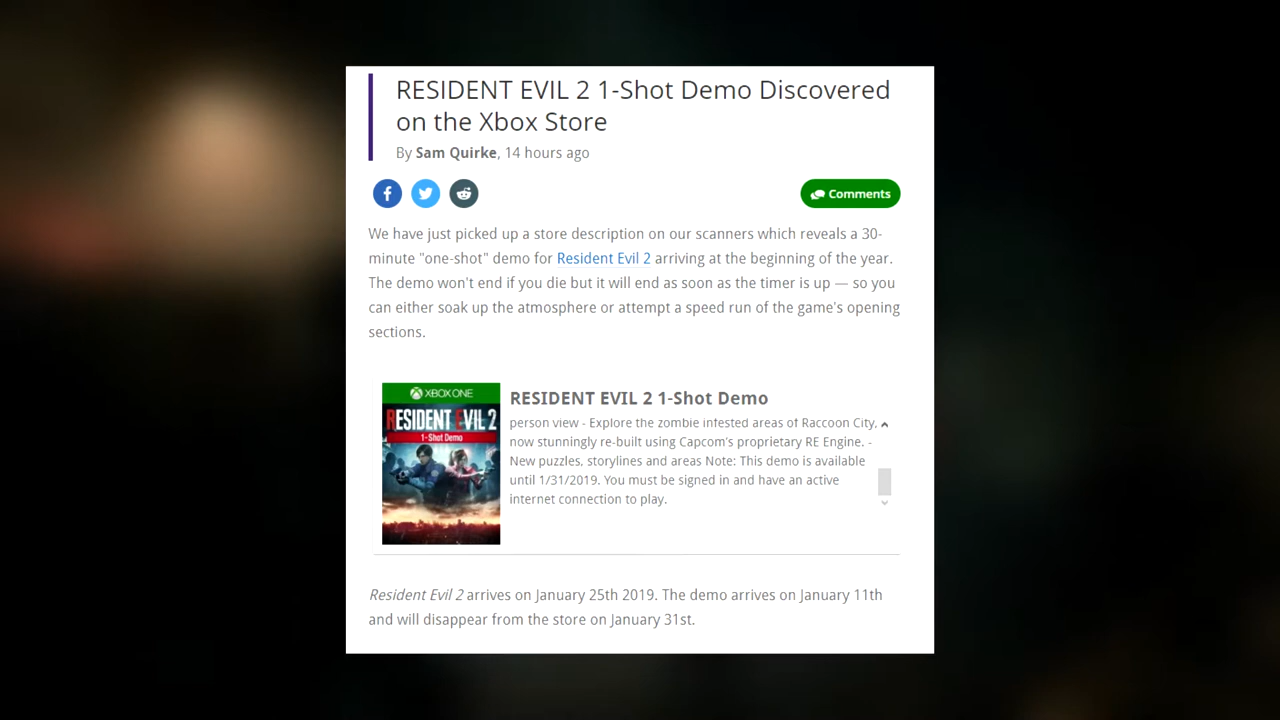 RESIDENT EVIL 2 1-Shot Demo Discovered
on the Xbox Store
By Sam Quirke, 14 hours ago
Comments
We have just picked up a store description on our scanners which reveals a 30-
minute "one-shot" demo for Resident Evil 2 arriving at the beginning of the year.
The demo won't end if you die but it will end as soon as the timer is up — so you
can either soak up the atmosphere or attempt a speed run of the game's opening
sections.
XBOX ONE
RESIDENT EVIL 2
1-Shot Demo
RESIDENT EVIL 2 1-Shot Demo
person view - Explore the zombie infested areas of Raccoon City,
now stunningly re-built using Capcom's proprietary RE Engine. -
New puzzles, storylines and areas Note: This demo is available
until 1/31/2019. You must be signed in and have an active
internet connection to play.
Resident Evil 2 arrives on January 25th 2019. The demo arrives on January 11th
and will disappear from the store on January 31st.